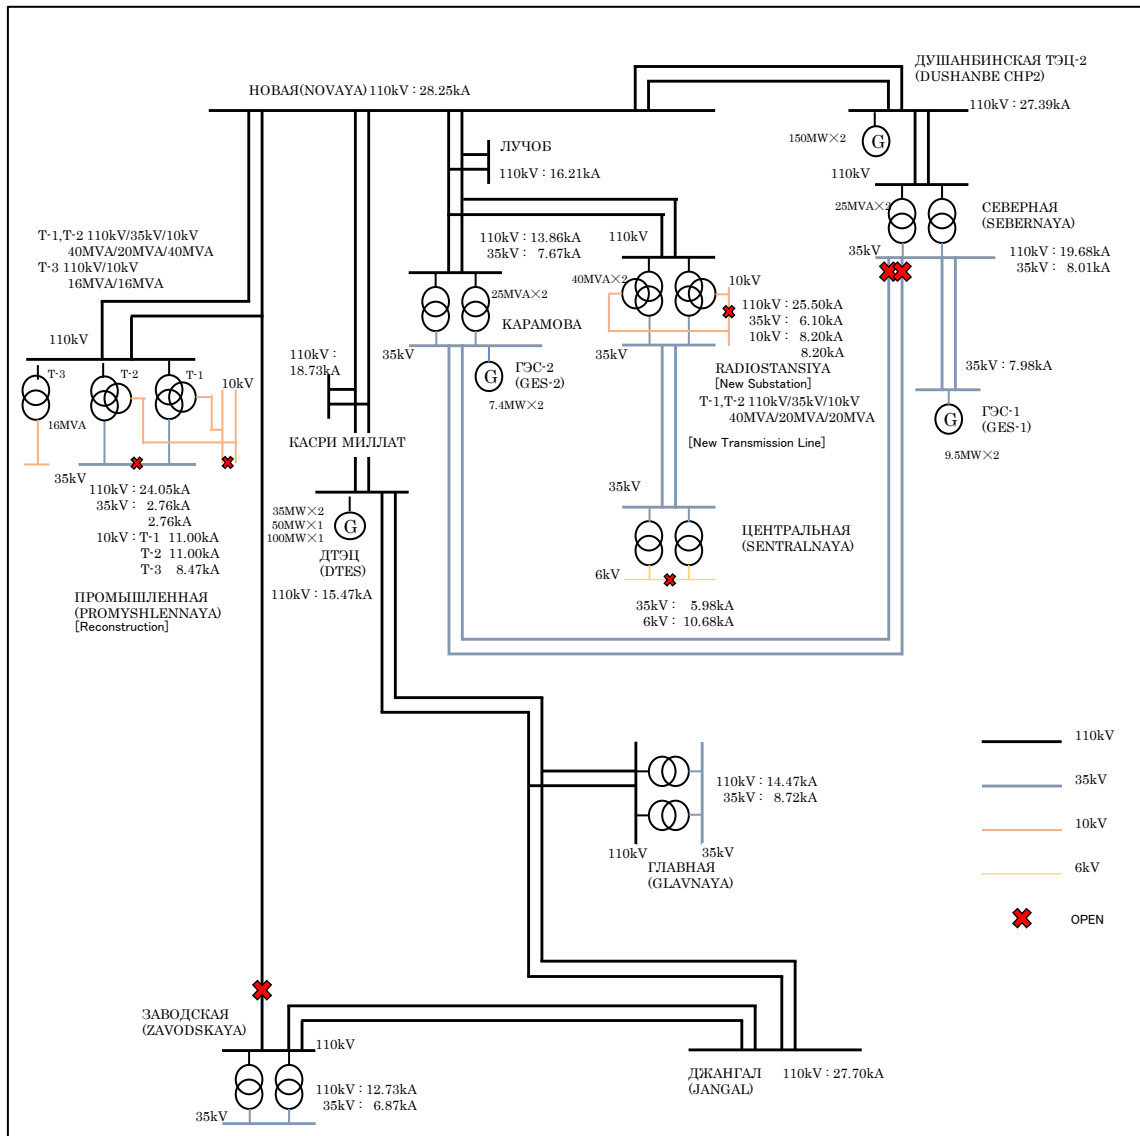 НОВАЯ(NOVAYA) 110kV : 28.25kA
ДУШАНБИНСКАЯ ТЭЦ-2
(DUSHANBE CHP2)
110kV : 27.39kA
150MW×2
G
ЛУЧОБ
110kV : 16.21kA
110kV
25MVA×2
СЕВЕРНАЯ
(SEBERNAYA)
35kV
110kV : 19.68kA
35kV : 8.01kA
T-1,T-2 110kV/35kV/10kV
40MVA/20MVA/40MVA
T-3 110kV/10kV
16MVA/16MVA
110kV : 13.86kA
35kV : 7.67kA
25MVA×2
КАРАМОВА
35kV
G
ГЭС-2
(GES-2)
7.4MW×2
110kV
40MVA×2
10kV
110kV : 25.50kA
35kV : 6.10kA
10kV : 8.20kA
8.20kA
35kV
RADIOSTANSIYA
[New Substation]
T-1,T-2 110kV/35kV/10kV
40MVA/20MVA/20MVA
[New Transmission Line]
35kV : 7.98kA
G
ГЭС-1
(GES-1)
9.5MW×2
110kV
T-3
T-2
T-1
10kV
16MVA
35kV
110kV : 24.05kA
35kV : 2.76kA
2.76kA
10kV : T-1 11.00kA
T-2 11.00kA
T-3 8.47kA
ПРОМЫШЛЕННАЯ
(PROMYSHLENNAYA)
[Reconstruction]
110kV :
18.73kA
КАСРИ МИЛЛАТ
35MW×2
50MW×1
100MW×1
G
ДТЭЦ
(DTES)
110kV : 15.47kA
35kV
ЦЕНТРАЛЬНАЯ
(SENTRALNAYA)
6kV
35kV : 5.98kA
6kV : 10.68kA
110kV : 14.47kA
35kV : 8.72kA
110kV
35kV
ГЛАВНАЯ
(GLAVNAYA)
110kV
35kV
10kV
6kV
OPEN
ЗАВОДСКАЯ
(ZAVODSKAYA)
110kV
110kV : 12.73kA
35kV : 6.87kA
35kV
ДЖАНГАЛ
(JANGAL)
110kV : 27.70kA